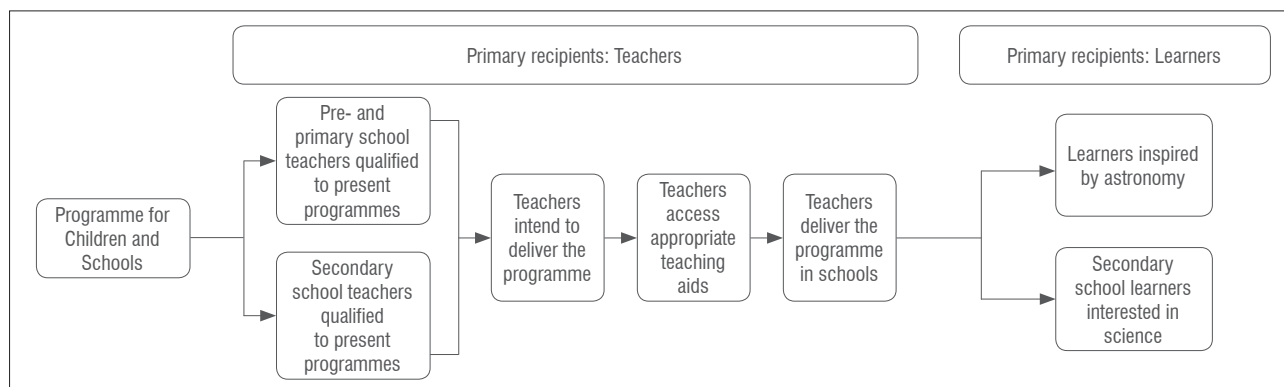 Primary recipients: Teachers
Primary recipients: Learners
Programme for
Children and
Schools
Pre- and
primary school
teachers qualified
to present
programmes
Secondary
school teachers
qualified
to present
programmes
Teachers
intend to
deliver the
programme
Teachers
access
appropriate
teaching
aids
Teachers
deliver the
programme
in schools
Learners inspired
by astronomy
Secondary
school learners
interested in
science